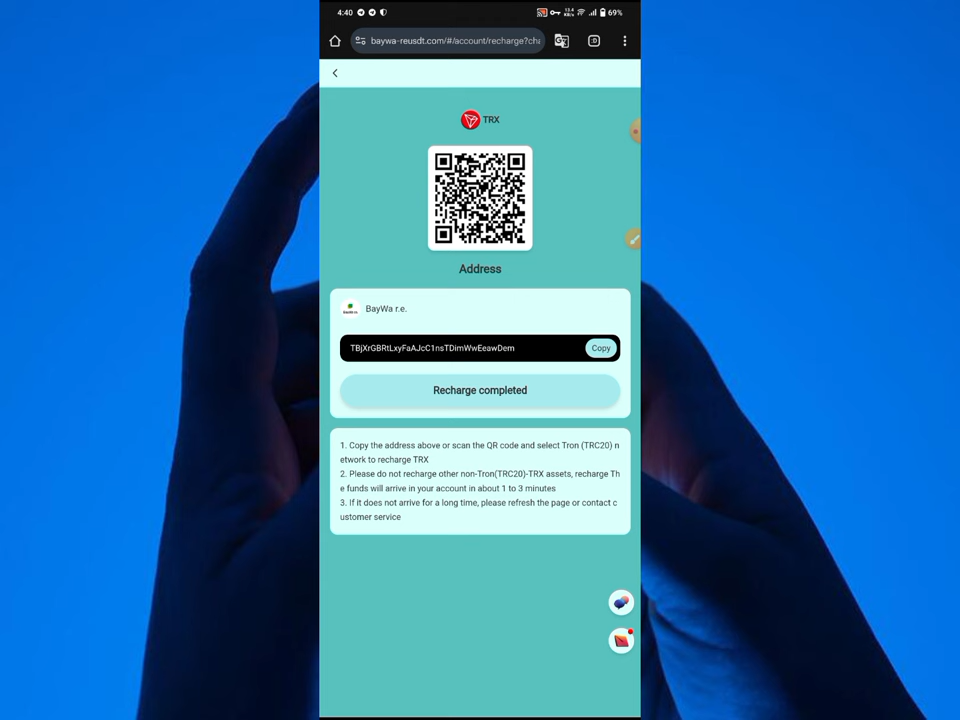 4:40
13.4
KB/s
69%
baywa-reusdt.com/#/account/recharge?cha
TRX
Address
BayWa r.e.
TBjXrGBRtLxyFaAJcC1nsTDimWwEeawDem
Copy
Recharge completed
1. Copy the address above or scan the QR code and select Tron (TRC20) n
etwork to recharge TRX
2. Please do not recharge other non-Tron(TRC20)-TRX assets, recharge Th
e funds will arrive in your account in about 1 to 3 minutes
3. If it does not arrive for a long time, please refresh the page or contact c
ustomer service